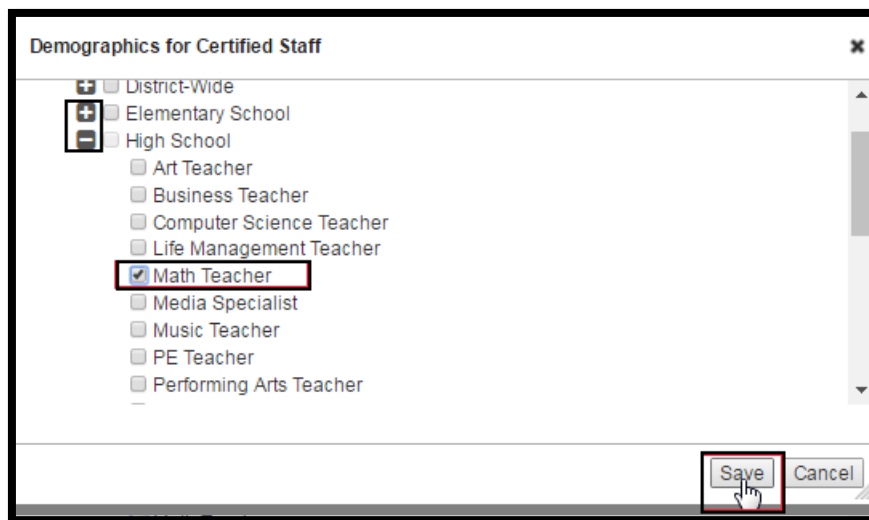 Demographics for Certified Staff
District-Wide
Elementary School
High School
Art Teacher
Business Teacher
Computer Science Teacher
Life Management Teacher
Math Teacher
Media Specialist
Music Teacher
PE Teacher
Performing Arts Teacher
Save Cancel